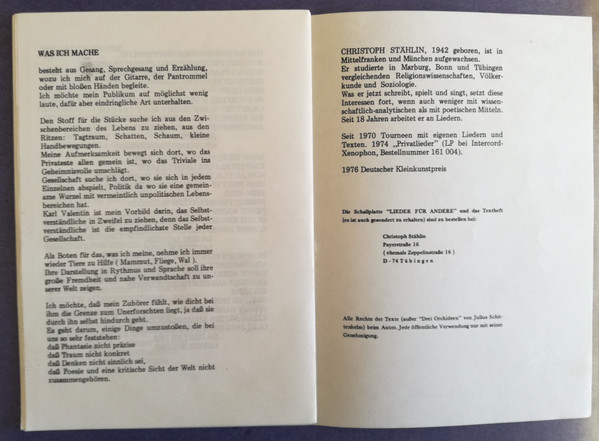 WAS ICH MACHE
besteht aus Gesang, Sprechgesang und Erzählung,
wozu ich mich auf der Gitarre, der Pantrommel
oder mit bloßen Händen begleite.
Ich möchte mein Publikum auf möglichst wenig
laute, dafür aber eindringliche Art unterhalten.
Den Stoff für die Stücke suche ich aus den Zwi-
schenbereichen des Lebens zu ziehen, aus den
Ritzen: Tagtraum, Schatten, Schaum, kleine
Handbewegungen.
Meine Aufmerksamkeit bewegt sich dort, wo das
Privateste allen gemein ist, wo das Triviale ins
Geheimnisvolle umschlägt.
Gesellschaft suche ich dort, wo sie sich in jedem
Einzelnen abspielt, Politik da wo sie eine gemein-
ame Wurzel mit vermeintlich unpolitischen Lebens-
bereichen hat.
Karl Valentin ist mein Vorbild darin, das Selbst-
verständliche in Zweifel zu ziehen, denn das Selbst-
verständliche ist die empfindlichste Stelle jeder
Gesellschaft.
Als Boten für das, was ich meine, nehme ich immer
wieder Tiere zu Hilfe ( Mammut, Fliege, Wal ).
Ihre Darstellung in Rythmus und Sprache soll ihre
große Fremdheit und nahe Verwandtschaft zu un-
serer Welt zeigen.
Ich möchte, daß mein Zuhörer fühlt, wie dicht bei
ihm die Grenze zum Unerforschten liegt, ja daß sie
durch ihn selbst hindurch geht.
Es geht darum, einige Dinge umzustoßen, die bei
uns so sehr feststehen:
daß Phantasie nicht präzise
daß Traum nicht konkret
daß Denken nicht sinnlich sei,
daß Poesie und eine kritische Sicht der Welt nicht
zusammengehören.
CHRISTOPH STÄHLIN, 1942 geboren, ist in
Mittelfranken und München aufgewachsen.
Er studierte in Marburg, Bonn und Tübingen
vergleichenden Religionswissenschaften, Völker-
kunde und Soziologie.
Was er jetzt schreibt, spielt und singt, setzt diese
Interessen fort, wenn auch weniger mit wissen-
schaftlich-analytischen als mit poetischen Mitteln.
Seit 18 Jahren arbeitet er an Liedern.
Seit 1970 Tourneen mit eigenen Liedern und
Texten. 1974 „Privatlieder” (LP bei Intercord-
Xenophon, Bestellnummer 161 004).
1976 Deutscher Kleinkunstpreis
Die Schallplatte "LIEDER FÜR ANDERE" und das Textheft
(es ist auch gesondert zu erhalten) sind zu bestellen bei:
Christoph Stählin
Payerstraße 16
( ehemals Zeppelinstraße 16 )
D - 74 Tübingen
Alle Rechte der Texte (außer "Drei Orchideen" von Julius Schit-
tenhelm) beim Autor. Jede öffentliche Verwendung nur mit seiner
Genehmigung.